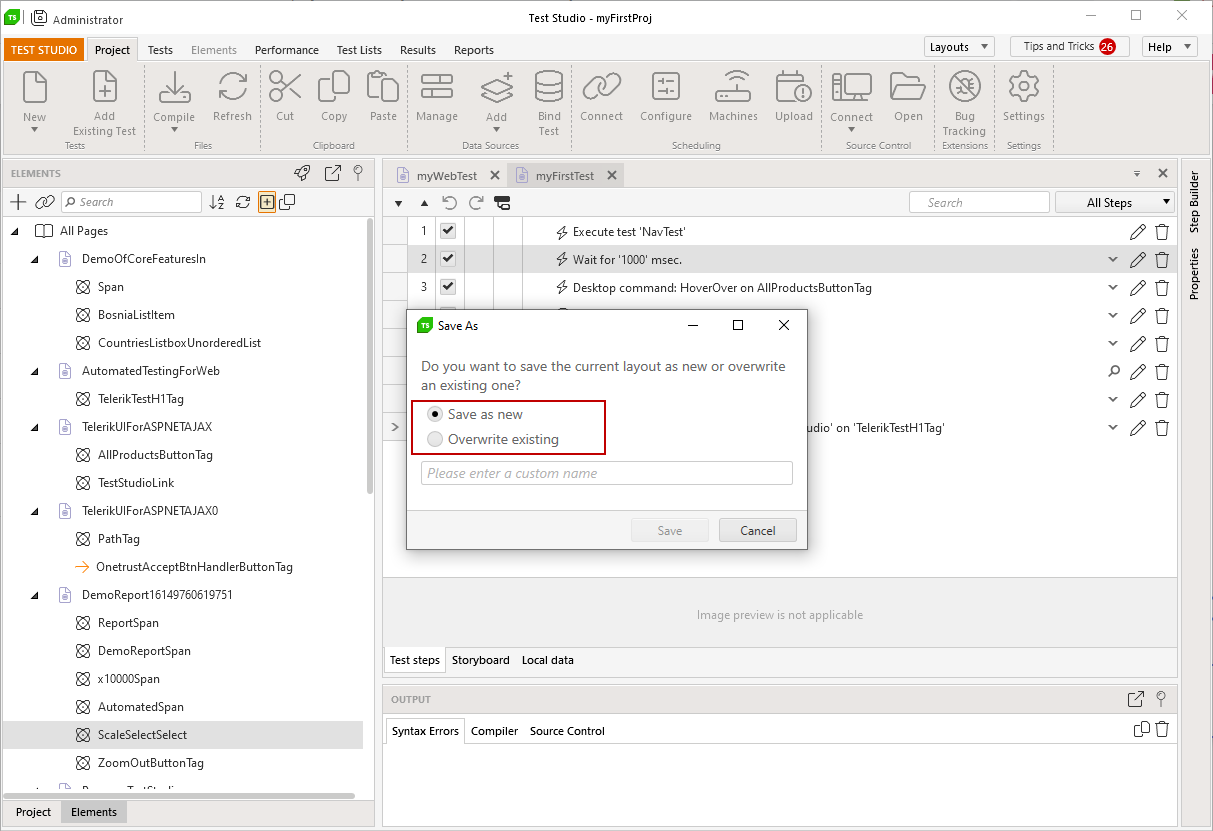 TS
Administrator
Test Studio - myFirstProj
TEST STUDIO
Project
Tests
Elements
Performance
Test Lists
Results
Reports
Layouts
Tips and Tricks 26
Help
New
Add
Existing Test
Compile
Refresh
Cut
Copy
Paste
Manage
Add
Bind
Test
Connect
Configure
Machines
Upload
Connect
Open
Bug
Tracking
Settings
Tests
Files
Clipboard
Data Sources
Scheduling
Source Control
Extensions
Settings
ELEMENTS
Search
All Pages
DemoOfCoreFeaturesIn
Span
BosniaListItem
CountriesListboxUnorderedList
AutomatedTestingForWeb
TelerikTestH1Tag
TelerikUIForASPNETAJAX
AllProductsButtonTag
TestStudioLink
TelerikUIForASPNETAJAX0
PathTag
OnetrustAcceptBtnHandlerButtonTag
DemoReport16149760619751
ReportSpan
DemoReportSpan
x10000Span
AutomatedSpan
ScaleSelectSelect
ZoomOutButtonTag
Project
Elements
myWebTest
myFirstTest
Search
All Steps
1 Execute test 'NavTest'
2 Wait for '1000' msec.
3 Desktop command: HoverOver on AllProductsButtonTag
udio' on 'TelerikTestH1Tag'
TS Save As
Do you want to save the current layout as new or overwrite
an existing one?
Save as new
Overwrite existing
Please enter a custom name
Save
Cancel
Image preview is not applicable
Test steps
Storyboard
Local data
OUTPUT
Syntax Errors
Compiler
Source Control
Step Builder
Properties